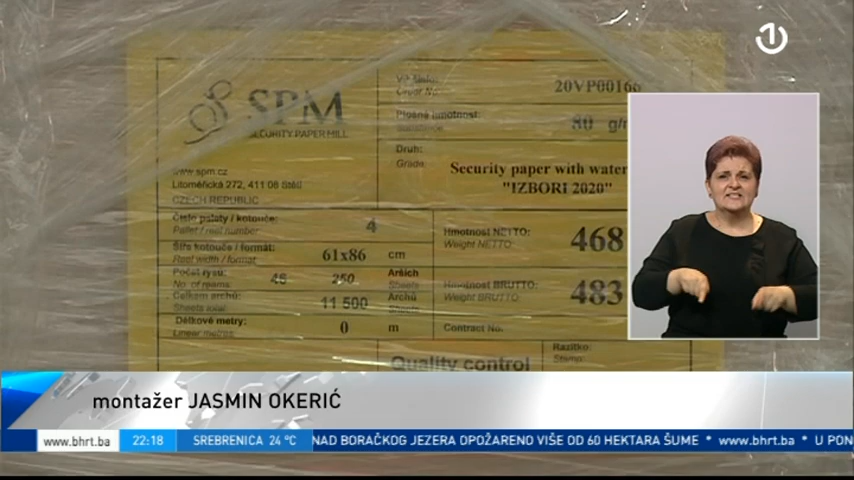 SPM
SECURITY PAPER MILL
www.spm.cz
Litoměřická 272, 411 08 Štětí
CZECH REPUBLIC
Order No.
20VP00166
Plošná hmotnost:
80 g/
Druh:
Grade:
Security paper with water
"IZBORI 2020"
Číslo palety / kotouče:
Pallet / reel number
4
Šíře kotouče / formát:
Reel width / format:
61x86 cm
Počet rysů:
No. of reams:
45 250
Archů
Sheets
Celkem archů:
Sheets total:
11 500
Archů
Sheets
Délkové metry:
Linear metres:
0 m
Hmotnost NETTO:
Weight NETTO:
468
Hmotnost BRUTTO:
Weight BRUTTO:
483
Contract No:
Quality control
Razítko:
Stamp:
montažer JASMIN OKERIĆ
www.bhrt.ba 22:18 SREBRENICA 24 °C NAD BORAČKOG JEZERA OPOŽARENO VIŠE OD 60 HEKTARA ŠUME * www.bhrt.ba * U PON